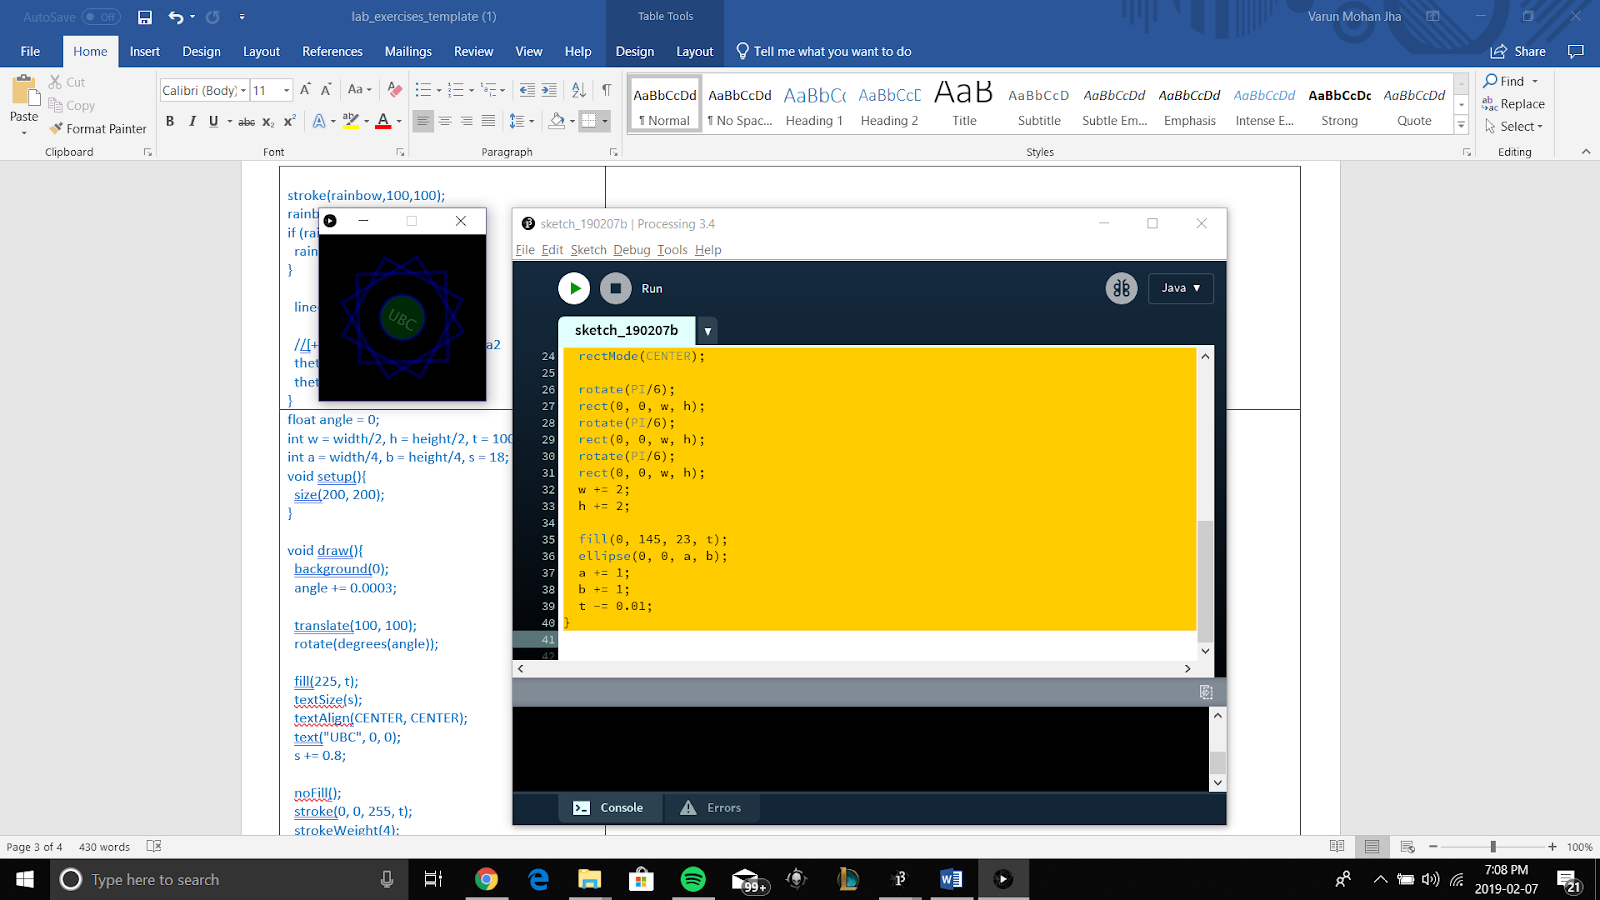 AutoSave Off
lab_exercises_template (1)
Table Tools
Varun Mohan Jha
File Home Insert Design Layout References Mailings Review View Help Design Layout Tell me what you want to do Share
Paste
Cut
Copy
Format Painter
Clipboard
Calibri (Body) 11
Font
Paragraph
AaBbCcDd AaBbCcDd AaBbC AaBbCcC AaB AaBbCcD AaBbCcDd AaBbCcDd AaBbCcDd AaBbCcDc AaBbCcDd
¶ Normal ¶ No Spac... Heading 1 Heading 2 Title Subtitle Subtle Em... Emphasis Intense E... Strong Quote
Styles
Find
Replace
Select
Editing
stroke(rainbow,100,100);
rainb
if (rai
rain
}
line
//[+ a2
thet
thet
}
float angle = 0;
int w = width/2, h = height/2, t = 100
int a = width/4, b = height/4, s = 18;
void setup(){
size(200, 200);
}
void draw(){
background(0);
angle += 0.0003;
translate(100, 100);
rotate(degrees(angle));
fill(225, t);
textSize(s);
textAlign(CENTER, CENTER);
text("UBC", 0, 0);
s += 0.8;
noFill();
stroke(0, 0, 255, t);
strokeWeight(4);
UBC
sketch_190207b | Processing 3.4
File Edit Sketch Debug Tools Help
Run
Java ▼
sketch_190207b ▼
24 rectMode(CENTER);
25
26 rotate(PI/6);
27 rect(0, 0, w, h);
28 rotate(PI/6);
29 rect(0, 0, w, h);
30 rotate(PI/6);
31 rect(0, 0, w, h);
32 w += 2;
33 h += 2;
34
35 fill(0, 145, 23, t);
36 ellipse(0, 0, a, b);
37 a += 1;
38 b += 1;
39 t -= 0.01;
40 }
41
42
Console Errors
Page 3 of 4 430 words
100%
Type here to search
99+
7:08 PM
2019-02-07
21